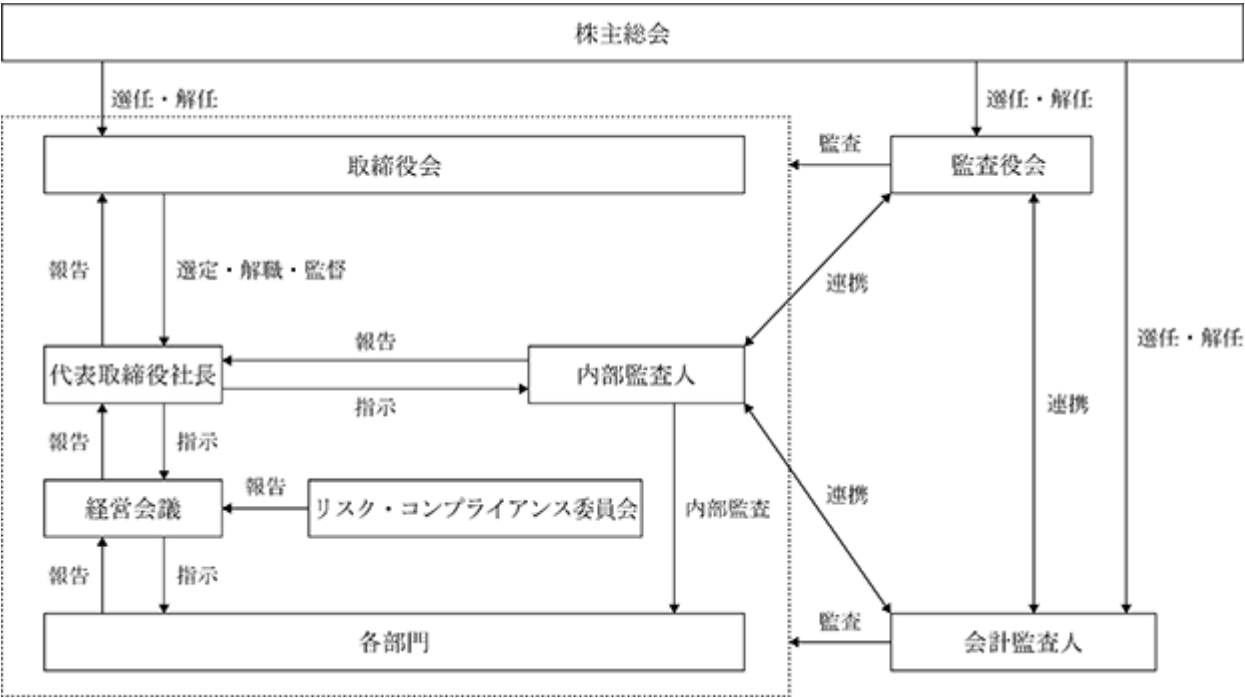 株主総会
選任・解任
選任・解任
取締役会
監査
監査役会
報告
選定・解職・監督
連携
選任・解任
報告
代表取締役社長
内部監査人
指示
連携
報告
指示
経営会議
報告
リスク・コンプライアンス委員会
内部監査
連携
報告
指示
各部門
監査
会計監査人